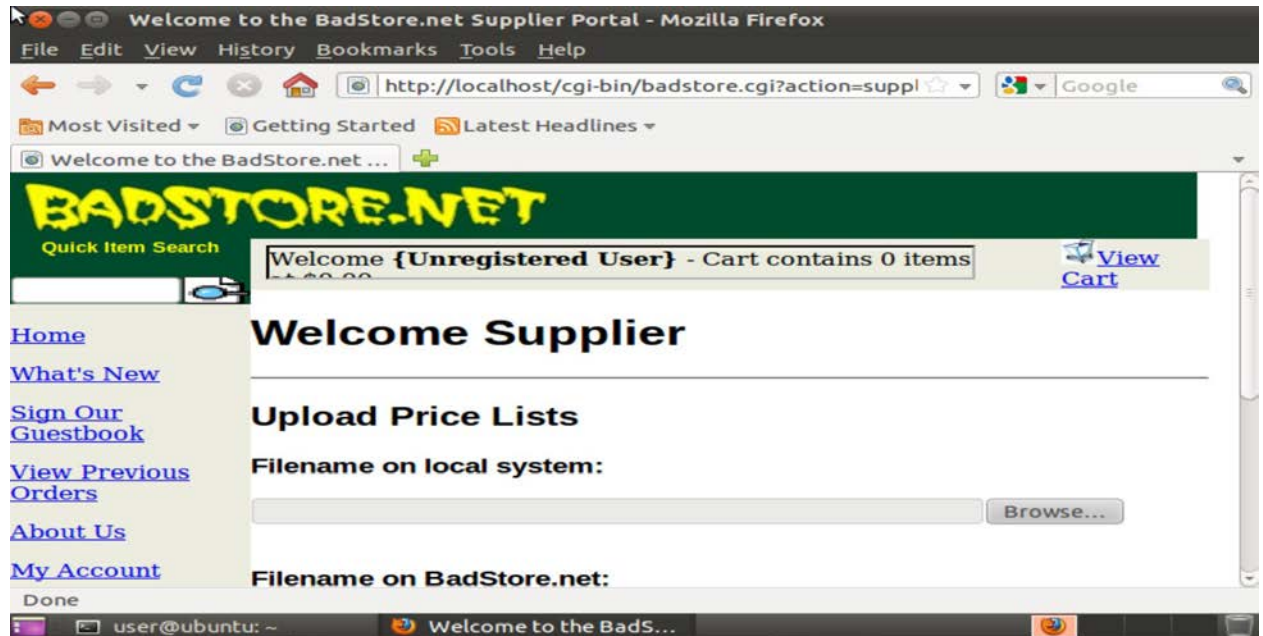 Welcome to the BadStore.net Supplier Portal - Mozilla Firefox
File Edit View History Bookmarks Tools Help
http://localhost/cgi-bin/badstore.cgi?action=suppl
Google
Most Visited Getting Started Latest Headlines
Welcome to the BadStore.net ...
BADSTORE.NET
Quick Item Search
Welcome {Unregistered User} - Cart contains 0 items
View Cart
Home
What's New
Sign Our
Guestbook
View Previous
Orders
About Us
My Account
Welcome Supplier
Upload Price Lists
Filename on local system:
Browse...
Filename on BadStore.net:
Done
user@ubuntu: ~
Welcome to the BadS...